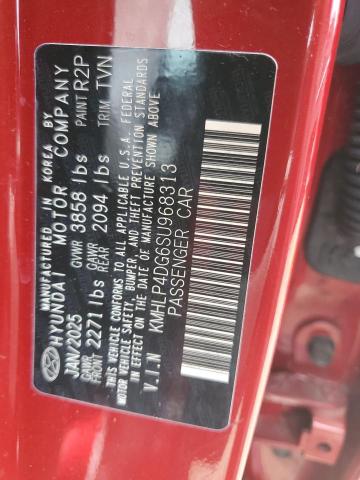 MANUFACTURED IN KOREA BY
HYUNDAI MOTOR COMPANY
JAN/2025 GVWR 3858 lbs PAINT R2P
GAWR FRONT 2271 lbs GAWR REAR 2094 lbs TRIM TVN
THIS VEHICLE CONFORMS TO ALL APPLICABLE U.S.A. FEDERAL
MOTOR VEHICLE SAFETY, BUMPER, AND THEFT PREVENTION STANDARDS
IN EFFECT ON THE DATE OF MANUFACTURE SHOWN ABOVE
V.I.N KMHLP4DG6SU968313
PASSENGER CAR